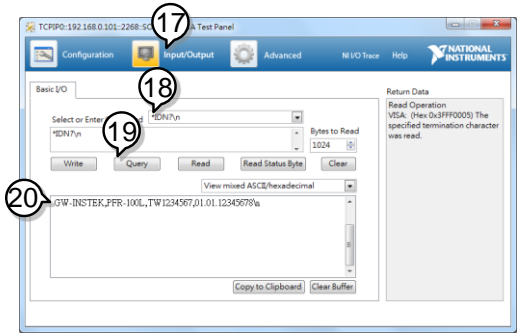 TCPIP0::192.168.0.101::2268::SO A Test Panel
17
Configuration Input/Output Advanced NI I/O Trace Help NATIONAL INSTRUMENTS
Basic I/O
18
Select or Enter d *IDN?\n
*IDN?\n
19
Bytes to Read
1024
Write Query Read Read Status Byte Clear
View mixed ASCII/hexadecimal
20
GW-INSTEK,PFR-100L,TW1234567,01.01.12345678\n
Copy to Clipboard Clear Buffer
Return Data
Read Operation
VISA: (Hex 0x3FFF0005) The
specified termination character
was read.